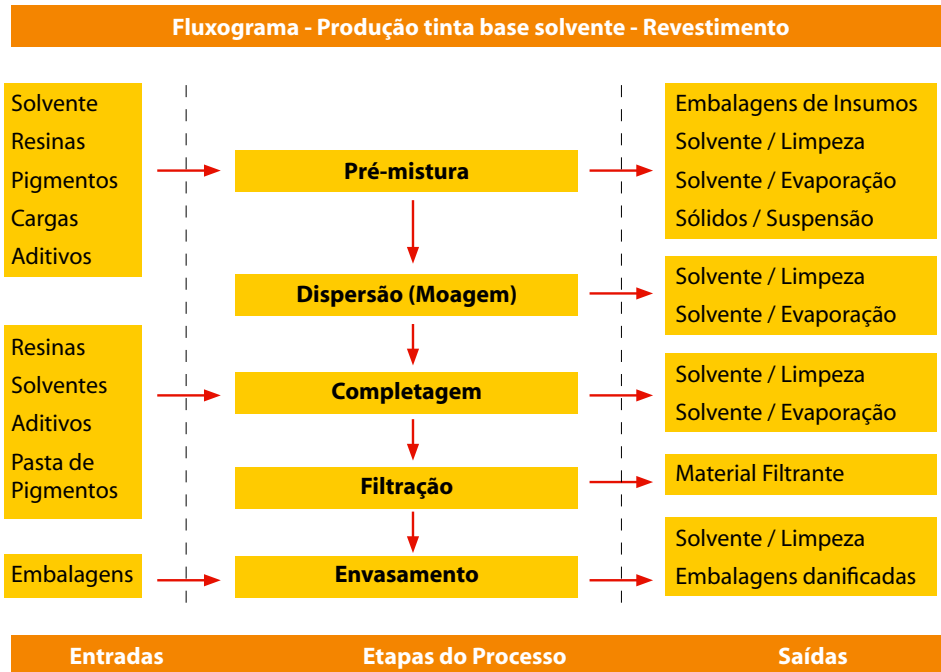 Fluxograma - Produção tinta base solvente - Revestimento
Solvente
Resinas
Pigmentos
Cargas
Aditivos
Pré-mistura
Embalagens de Insumos
Solvente / Limpeza
Solvente / Evaporação
Sólidos / Suspensão
Dispersão (Moagem)
Solvente / Limpeza
Solvente / Evaporação
Resinas
Solventes
Aditivos
Pasta de
Pigmentos
Completagem
Solvente / Limpeza
Solvente / Evaporação
Filtração
Material Filtrante
Embalagens
Envasamento
Solvente / Limpeza
Embalagens danificadas
Entradas
Etapas do Processo
Saídas